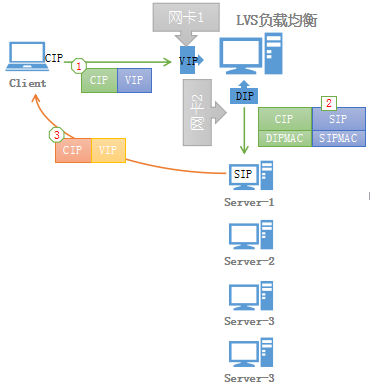 网卡1
LVS负载均衡
CIP
1
VIP
Client
CIP VIP
DIP
网卡2
2
CIP SIP
DIPMAC SIPMAC
3
CIP VIP
SIP
Server-1
Server-2
Server-3
Server-3